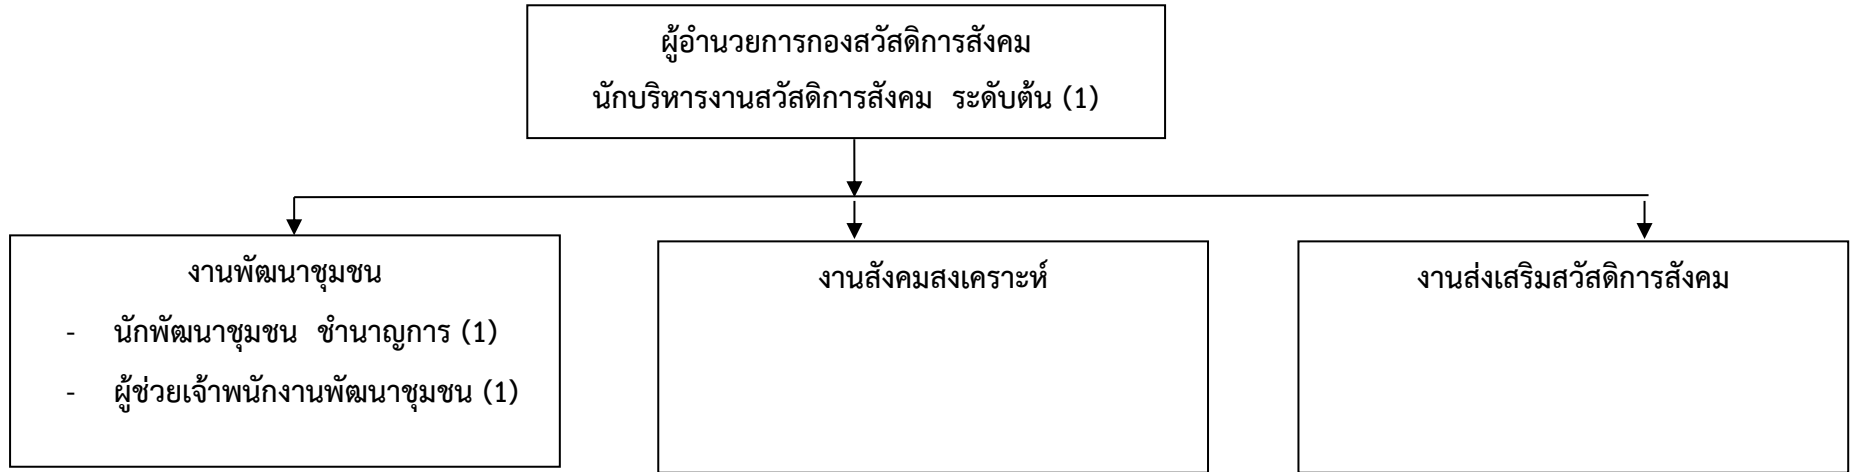 ผู้อำนวยการกองสวัสดิการสังคม
นักบริหารงานสวัสดิการสังคม ระดับต้น (1)
งานพัฒนาชุมชน
- นักพัฒนาชุมชน ชำนาญการ (1)
- ผู้ช่วยเจ้าพนักงานพัฒนาชุมชน (1)
งานสังคมสงเคราะห์
งานส่งเสริมสวัสดิการสังคม